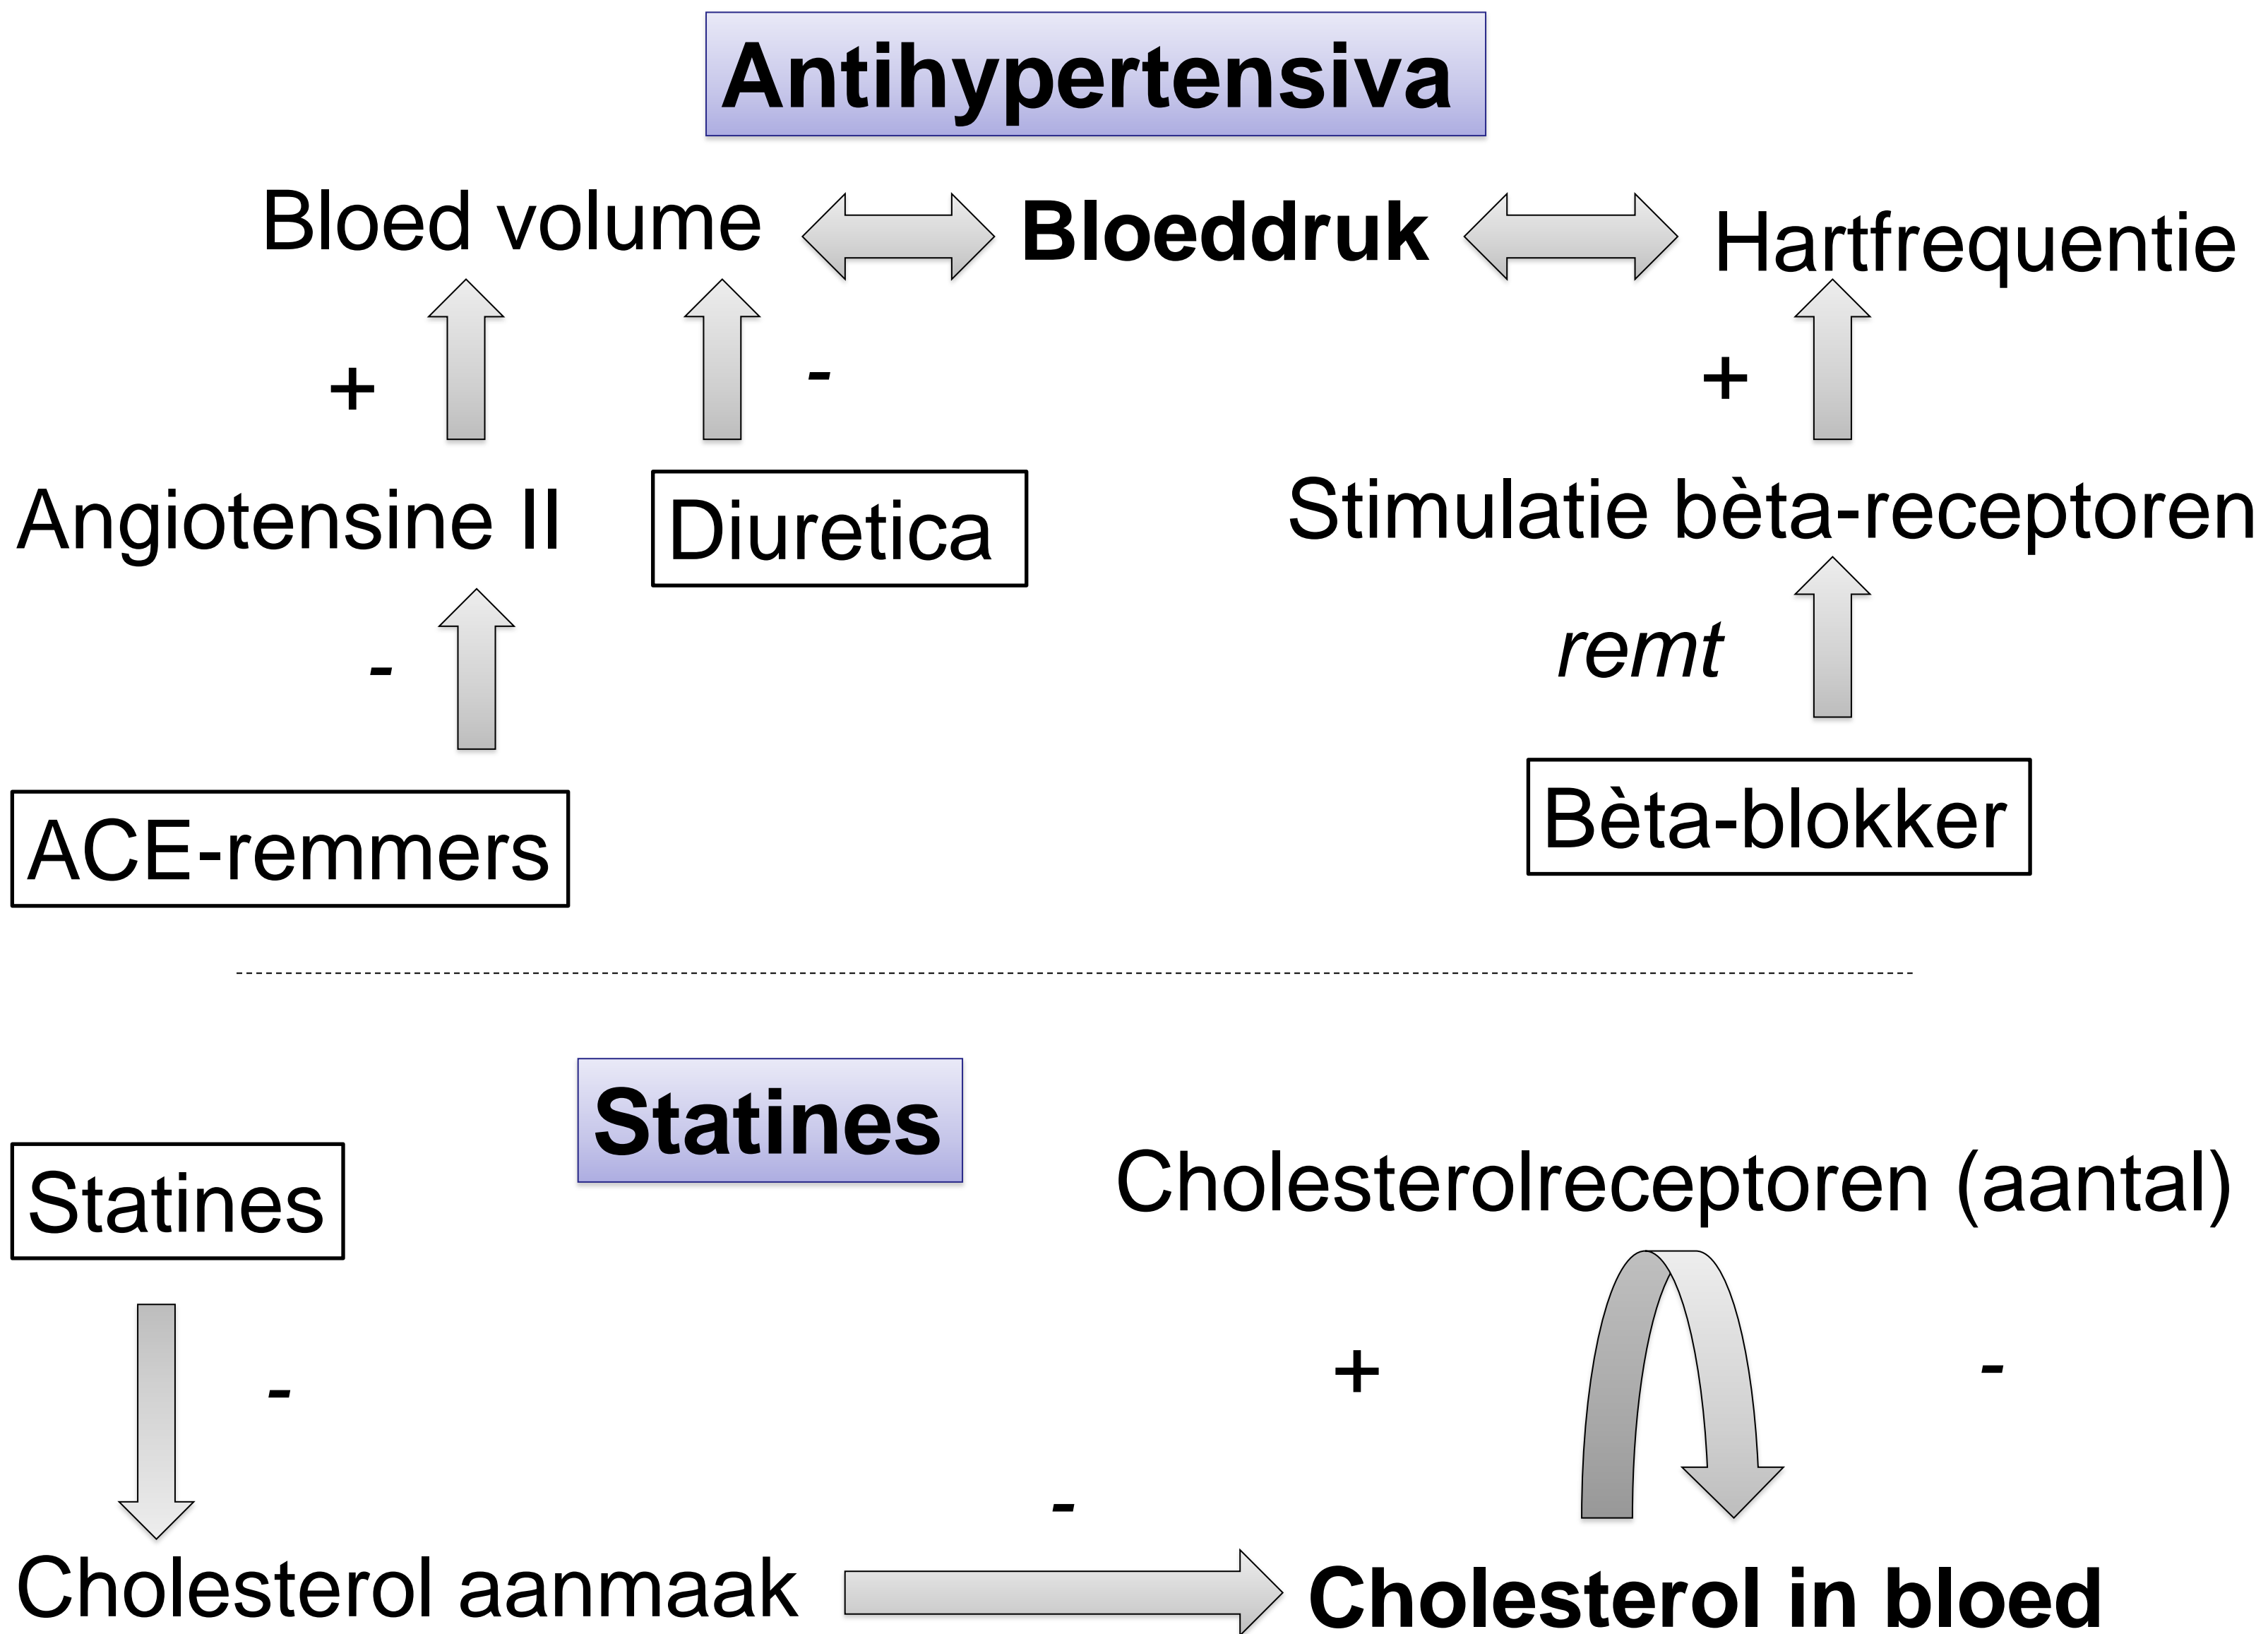 Antihypertensiva
Bloed volume
Bloeddruk
Hartfrequentie
+
-
+
Angiotensine II
Diuretica
Stimulatie bèta-receptoren
-
remt
ACE-remmers
Bèta-blokker
Statines
Statines
Cholesterolreceptoren (aantal)
-
+
-
-
Cholesterol aanmaak
Cholesterol in bloed